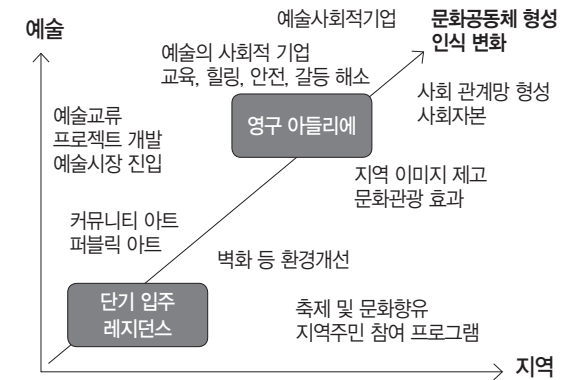 예술
예술사회적기업
문화공동체 형성
인식 변화
예술의 사회적 기업
교육, 힐링, 안전, 갈등 해소
사회 관계망 형성
사회자본
예술교류
프로젝트 개발
예술시장 진입
영구 아틀리에
지역 이미지 제고
문화관광 효과
커뮤니티 아트
퍼블릭 아트
벽화 등 환경개선
단기 입주
레지던스
축제 및 문화향유
지역주민 참여 프로그램
지역